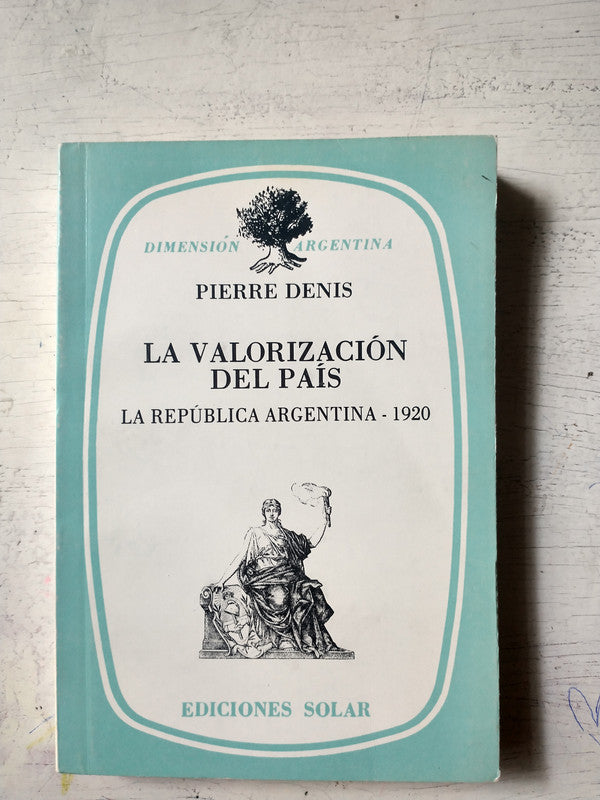 DIMENSIÓN ARGENTINA
PIERRE DENIS
LA VALORIZACIÓN
DEL PAÍS
LA REPÚBLICA ARGENTINA - 1920
EDICIONES SOLAR